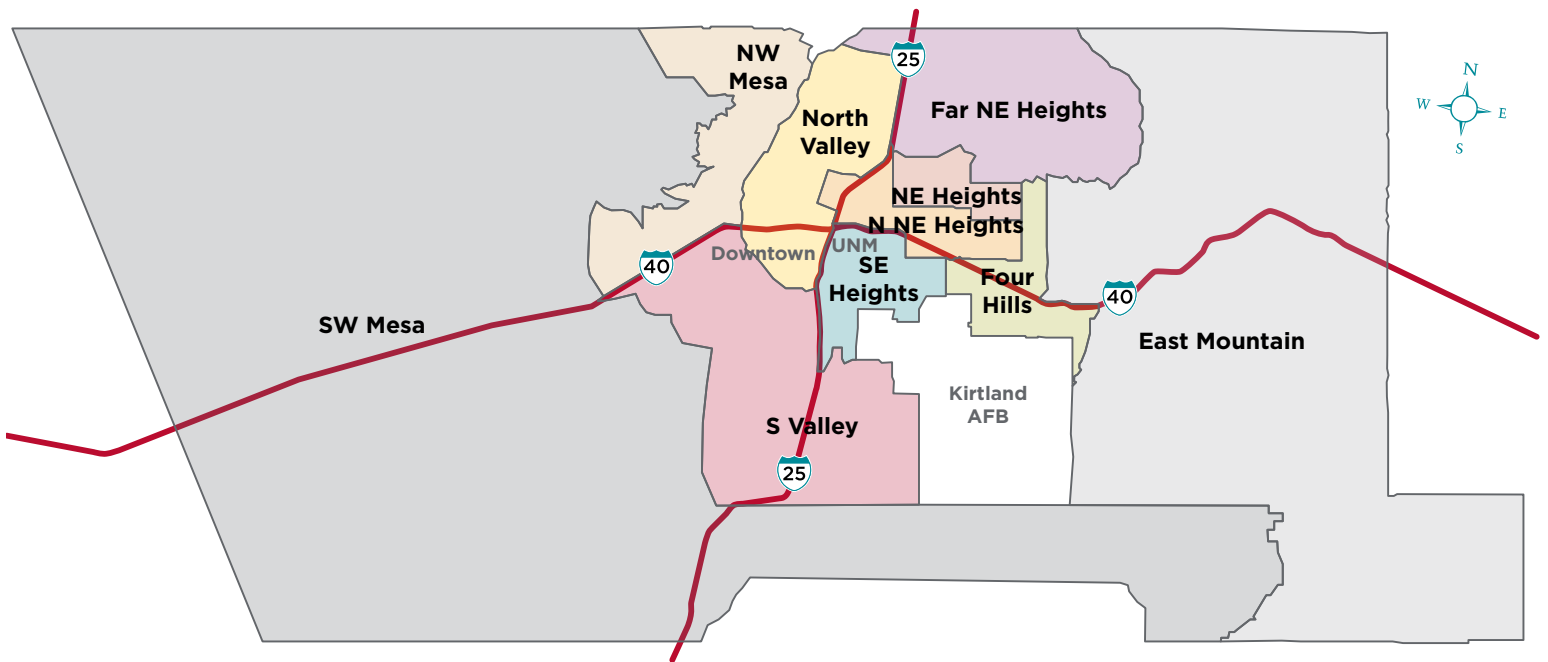 NW
Mesa
25
N
W
E
S
North
Valley
Far NE Heights
NE Heights
N NE Heights
Downtown
UNM
40
SE
Heights
Four
Hills
40
SW Mesa
East Mountain
Kirtland
AFB
S Valley
25